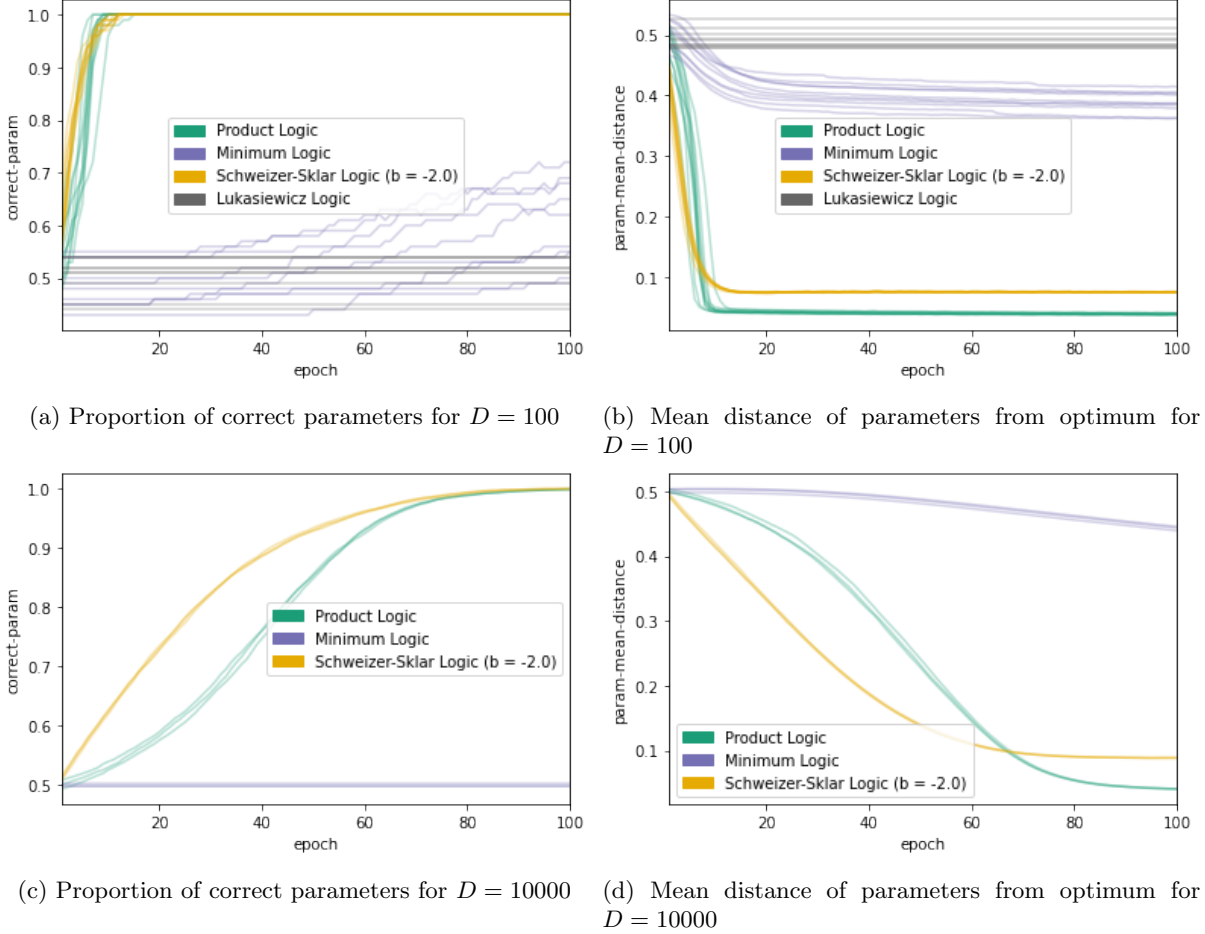 1.0
0.9
0.8
0.7
0.6
0.5
correct-param
Product Logic
Minimum Logic
Schweizer-Sklar Logic (b = -2.0)
Lukasiewicz Logic
20
40
60
80
100
epoch
(a) Proportion of correct parameters for D = 100
0.5
0.4
0.3
0.2
0.1
param-mean-distance
Product Logic
Minimum Logic
Schweizer-Sklar Logic (b = -2.0)
Lukasiewicz Logic
20
40
60
80
100
epoch
(b) Mean distance of parameters from optimum for
D = 100
1.0
0.9
0.8
0.7
0.6
0.5
correct-param
Product Logic
Minimum Logic
Schweizer-Sklar Logic (b = -2.0)
20
40
60
80
100
epoch
(c) Proportion of correct parameters for D = 10000
0.5
0.4
0.3
0.2
0.1
param-mean-distance
Product Logic
Minimum Logic
Schweizer-Sklar Logic (b = -2.0)
20
40
60
80
100
epoch
(d) Mean distance of parameters from optimum for
D = 10000